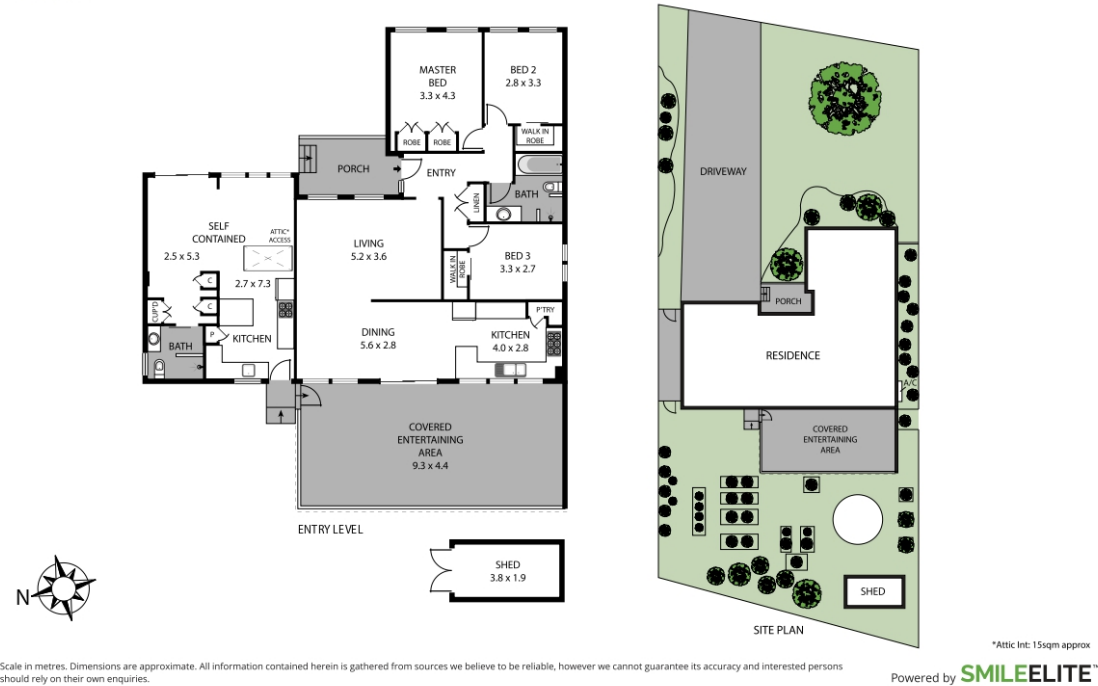 MASTER
BED
3.3 x 4.3
BED 2
2.8 x 3.3
ROBE
ROBE
WALK IN
ROBE
PORCH
ENTRY
BATH
LINEN
SELF
CONTAINED
2.5 x 5.3
ATTIC*
ACCESS
2.7 x 7.3
C
C
CUP'D
P
BATH
KITCHEN
LIVING
5.2 x 3.6
WALK IN
ROBE
BED 3
3.3 x 2.7
DINING
5.6 x 2.8
KITCHEN
4.0 x 2.8
P'TRY
COVERED
ENTERTAINING
AREA
9.3 x 4.4
ENTRY LEVEL
SHED
3.8 x 1.9
N
DRIVEWAY
PORCH
RESIDENCE
A/C
COVERED
ENTERTAINING
AREA
SHED
SITE PLAN
*Attic Int: 15sqm approx
Scale in metres. Dimensions are approximate. All information contained herein is gathered from sources we believe to be reliable, however we cannot guarantee its accuracy and interested persons
should rely on their own enquiries.
Powered by SMILEELITE™